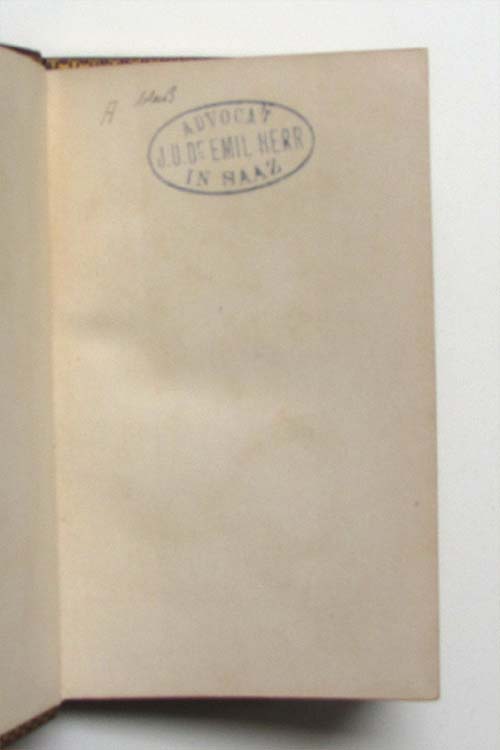 A
ADVOCAT
J.U.Dr EMIL HERR
IN SAAZ